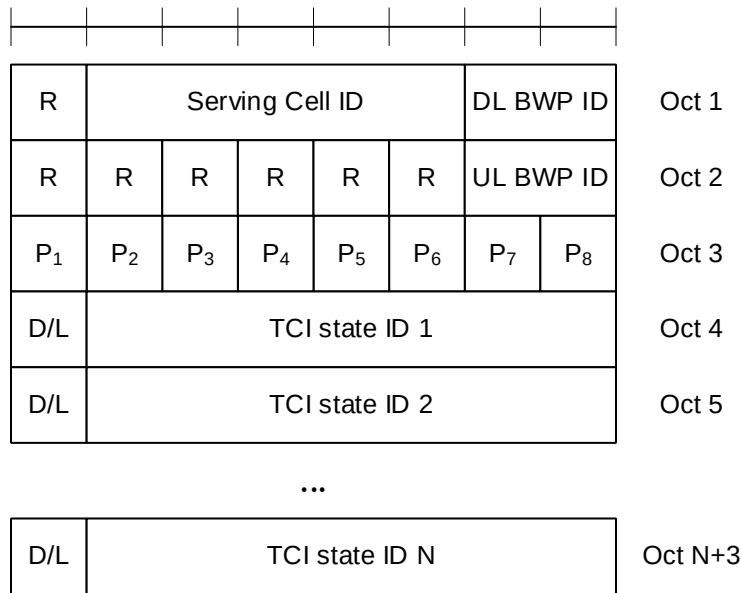 R Serving Cell ID DL BWP ID Oct 1
R R R R R R UL BWP ID Oct 2
P₁ P₂ P₃ P₄ P₅ P₆ P₇ P₈ Oct 3
D/L TCI state ID 1 Oct 4
D/L TCI state ID 2 Oct 5
...
D/L TCI state ID N Oct N+3